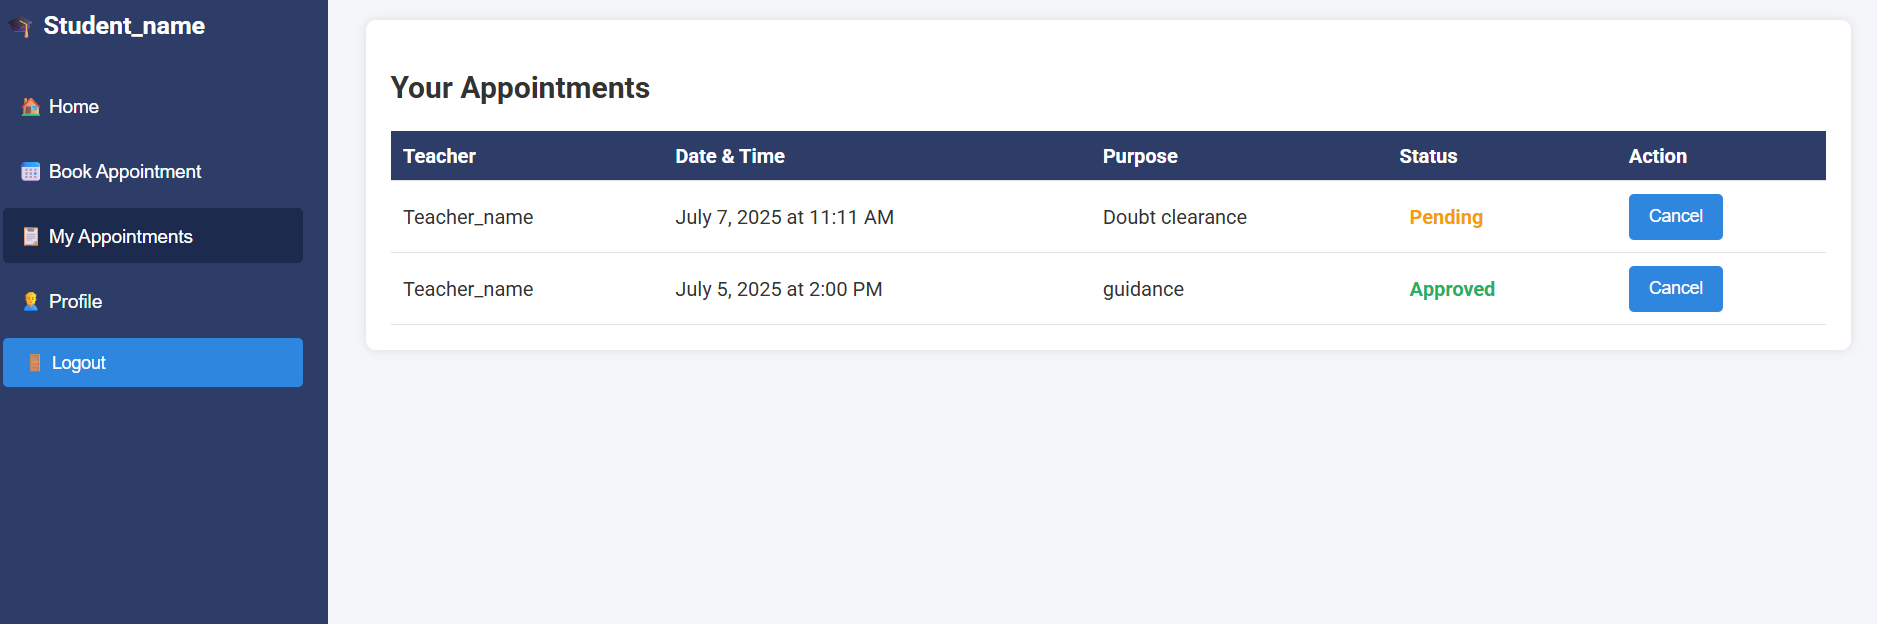 Student_name
Home
Book Appointment
My Appointments
Profile
Logout
Your Appointments
Teacher Date & Time Purpose Status Action
Teacher_name July 7, 2025 at 11:11 AM Doubt clearance Pending Cancel
Teacher_name July 5, 2025 at 2:00 PM guidance Approved Cancel